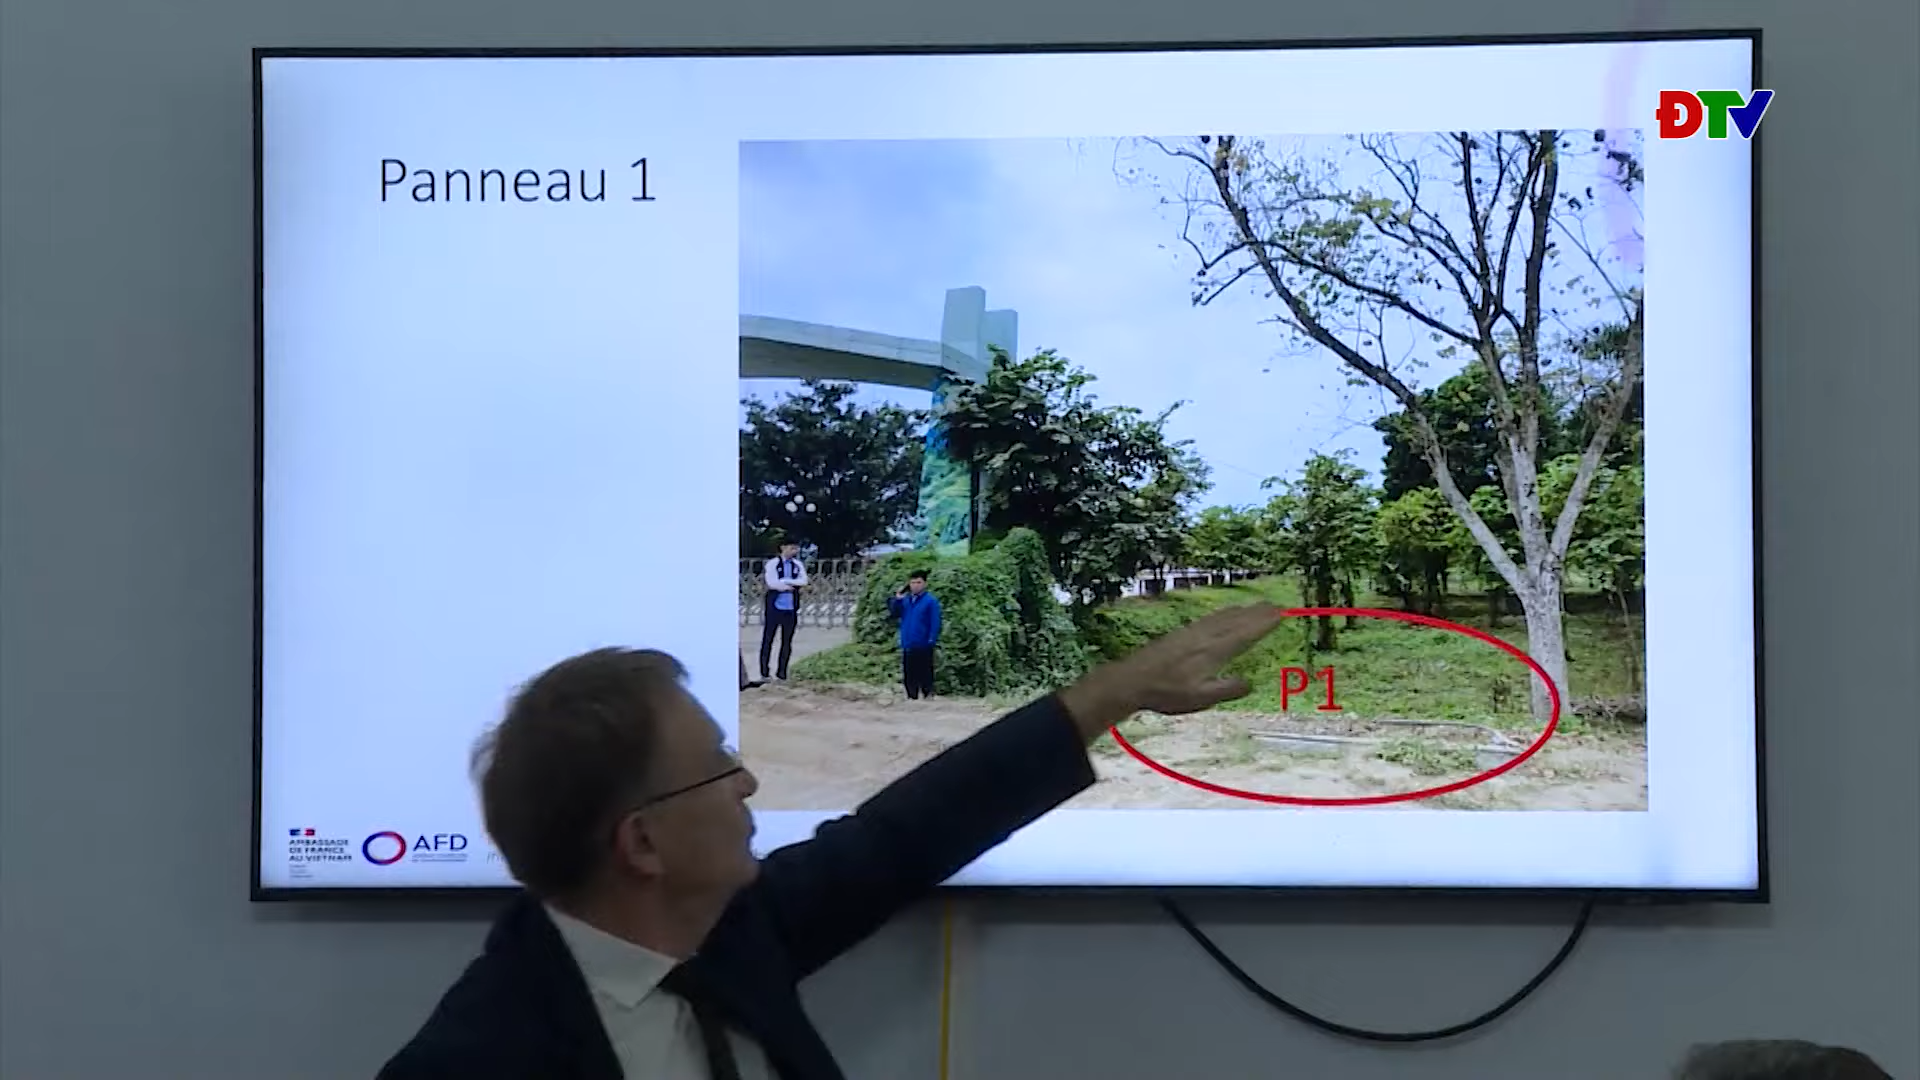 ĐTV
Panneau 1
P1
AMBASSADE
DE FRANCE
AU VIETNAM
AFD